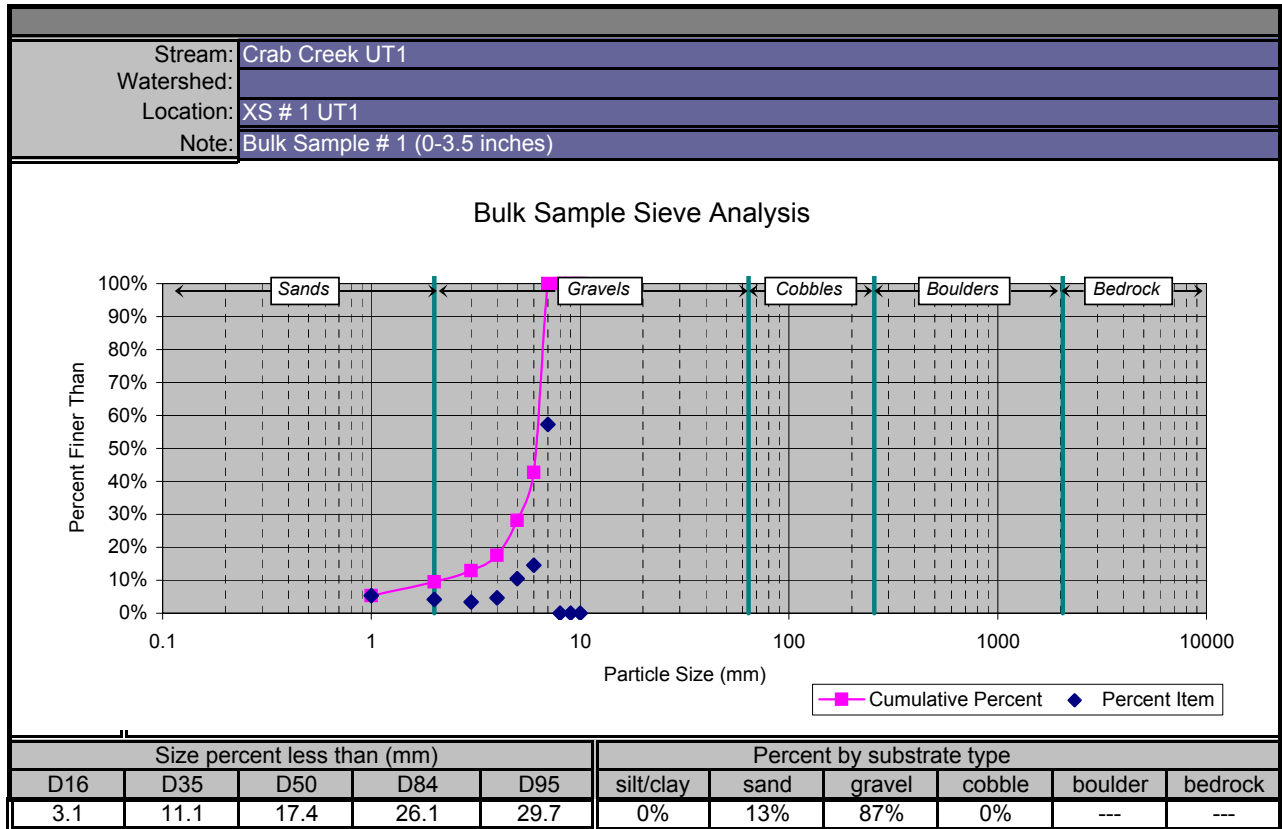 Stream: Crab Creek UT1
Watershed:
Location: XS # 1 UT1
Note: Bulk Sample # 1 (0-3.5 inches)
Bulk Sample Sieve Analysis
Percent Finer Than
100%
90%
80%
70%
60%
50%
40%
30%
20%
10%
0%
Sands Gravels Cobbles Boulders Bedrock
0.1 1 10 100 1000 10000
Particle Size (mm)
Cumulative Percent Percent Item
Size percent less than (mm) Percent by substrate type
D16 D35 D50 D84 D95 silt/clay sand gravel cobble boulder bedrock
3.1 11.1 17.4 26.1 29.7 0% 13% 87% 0% --- ---